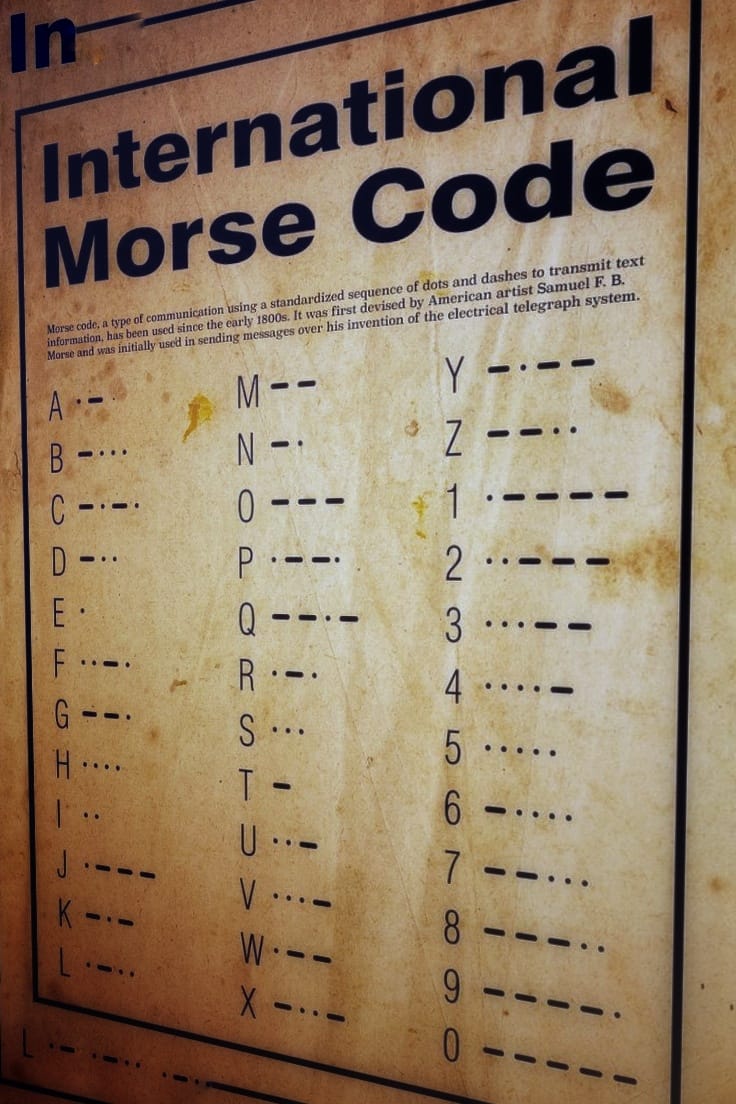 In
International
Morse Code
Morse code, a type of communication using a standardized sequence of dots and dashes to transmit text
information, has been used since the early 1800s. It was first devised by American artist Samuel F. B.
Morse and was initially used in sending messages over his invention of the electrical telegraph system.
A ·–
B –···
C –·–·
D –··
E ·
F ··–·
G ––·
H ····
I ··
J ·–––
K –·–
L ·–··
M ––
N –·
O –––
P ·––·
Q ––·–
R ·–·
S ···
T –
U ··–
V ···–
W ·––
X –··–
Y –·––
Z ––··
1 ·––––
2 ··–––
3 ···––
4 ····–
5 ·····
6 –····
7 ––···
8 –––··
9 ––––·
0 –––––
L ·– ·–·· ·–··